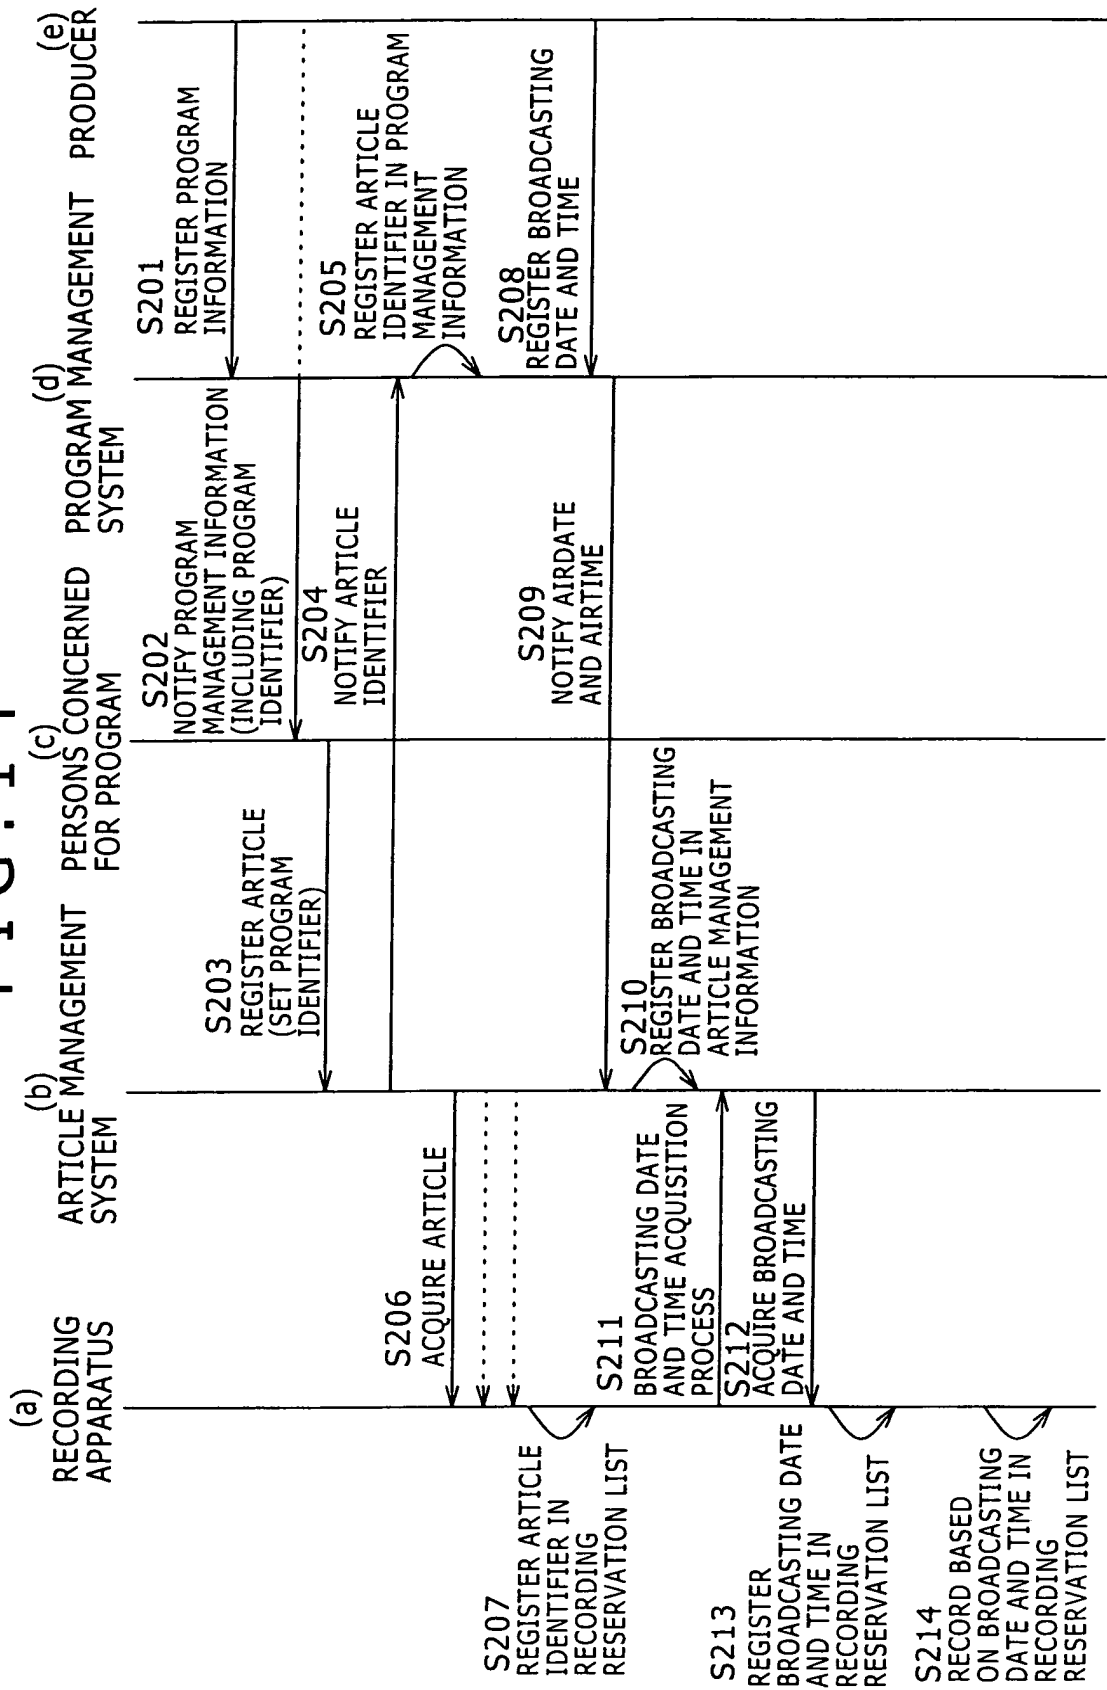 FIG. 11
(a)
RECORDING
APPARATUS
(b)
ARTICLE MANAGEMENT
SYSTEM
(c)
PERSONS CONCERNED
FOR PROGRAM
(d)
PROGRAM MANAGEMENT
SYSTEM
(e)
PRODUCER
S201
REGISTER PROGRAM
INFORMATION
S202
NOTIFY PROGRAM
MANAGEMENT INFORMATION
(INCLUDING PROGRAM
IDENTIFIER)
S203
REGISTER ARTICLE
(SET PROGRAM
IDENTIFIER)
S204
NOTIFY ARTICLE
IDENTIFIER
S205
REGISTER ARTICLE
IDENTIFIER IN PROGRAM
MANAGEMENT
INFORMATION
S206
ACQUIRE ARTICLE
S207
REGISTER ARTICLE
IDENTIFIER IN
RECORDING
RESERVATION LIST
S208
REGISTER BROADCASTING
DATE AND TIME
S209
NOTIFY AIRDATE
AND AIRTIME
S210
REGISTER BROADCASTING
DATE AND TIME IN
ARTICLE MANAGEMENT
INFORMATION
S211
BROADCASTING DATE
AND TIME ACQUISITION
PROCESS
S212
ACQUIRE BROADCASTING
DATE AND TIME
S213
REGISTER
BROADCASTING DATE
AND TIME IN
RECORDING
RESERVATION LIST
S214
RECORD BASED
ON BROADCASTING
DATE AND TIME IN
RECORDING
RESERVATION LIST